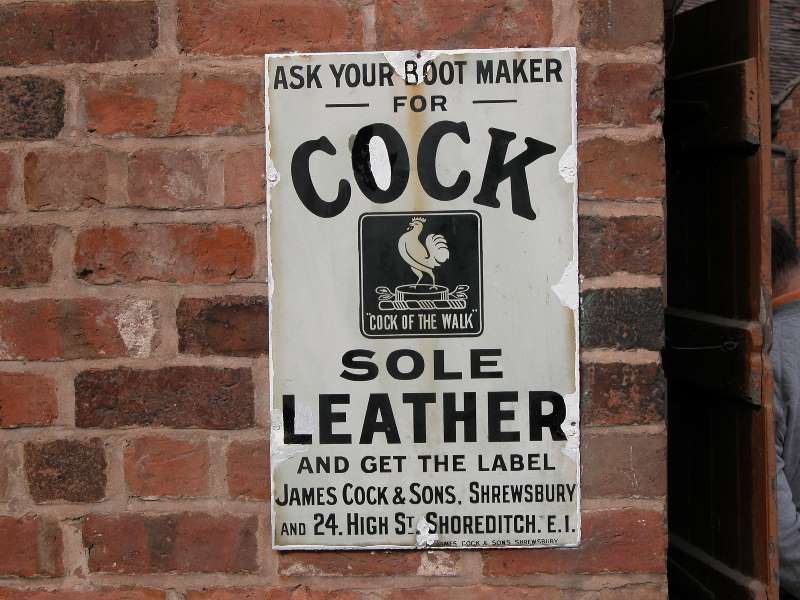 ASK YOUR BOOT MAKER
— FOR —
COCK
"COCK OF THE WALK"
SOLE
LEATHER
AND GET THE LABEL
JAMES COCK & SONS, SHREWSBURY
AND 24. HIGH ST SHOREDITCH. E.I.
JAMES COCK & SONS SHREWSBURY